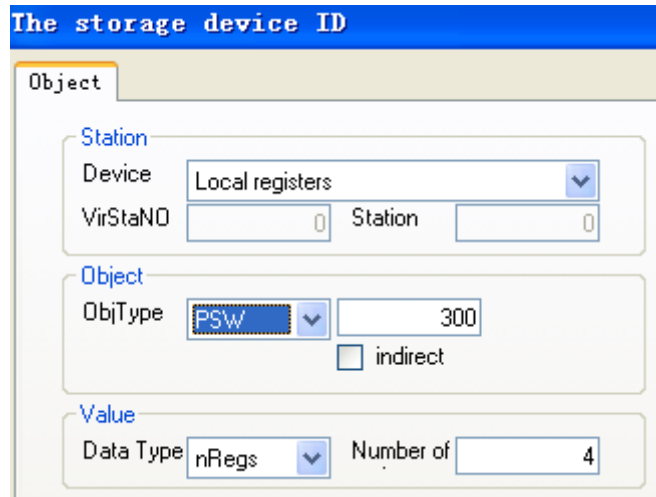 The storage device ID
Object
Station
Device Local registers
VirStaNO 0 Station 0
Object
ObjType PSW 300
indirect
Value
Data Type nRegs Number of 4